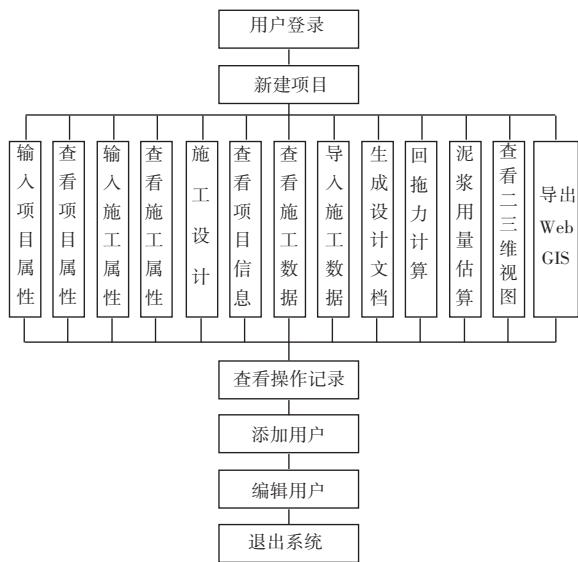 用户登录
新建项目
输入项目属性
查看项目属性
输入施工属性
查看施工属性
施工设计
查看项目信息
查看施工数据
导入施工数据
生成设计文档
回拖力计算
泥浆用量估算
查看二三维视图
导出
Web
GIS
查看操作记录
添加用户
编辑用户
退出系统